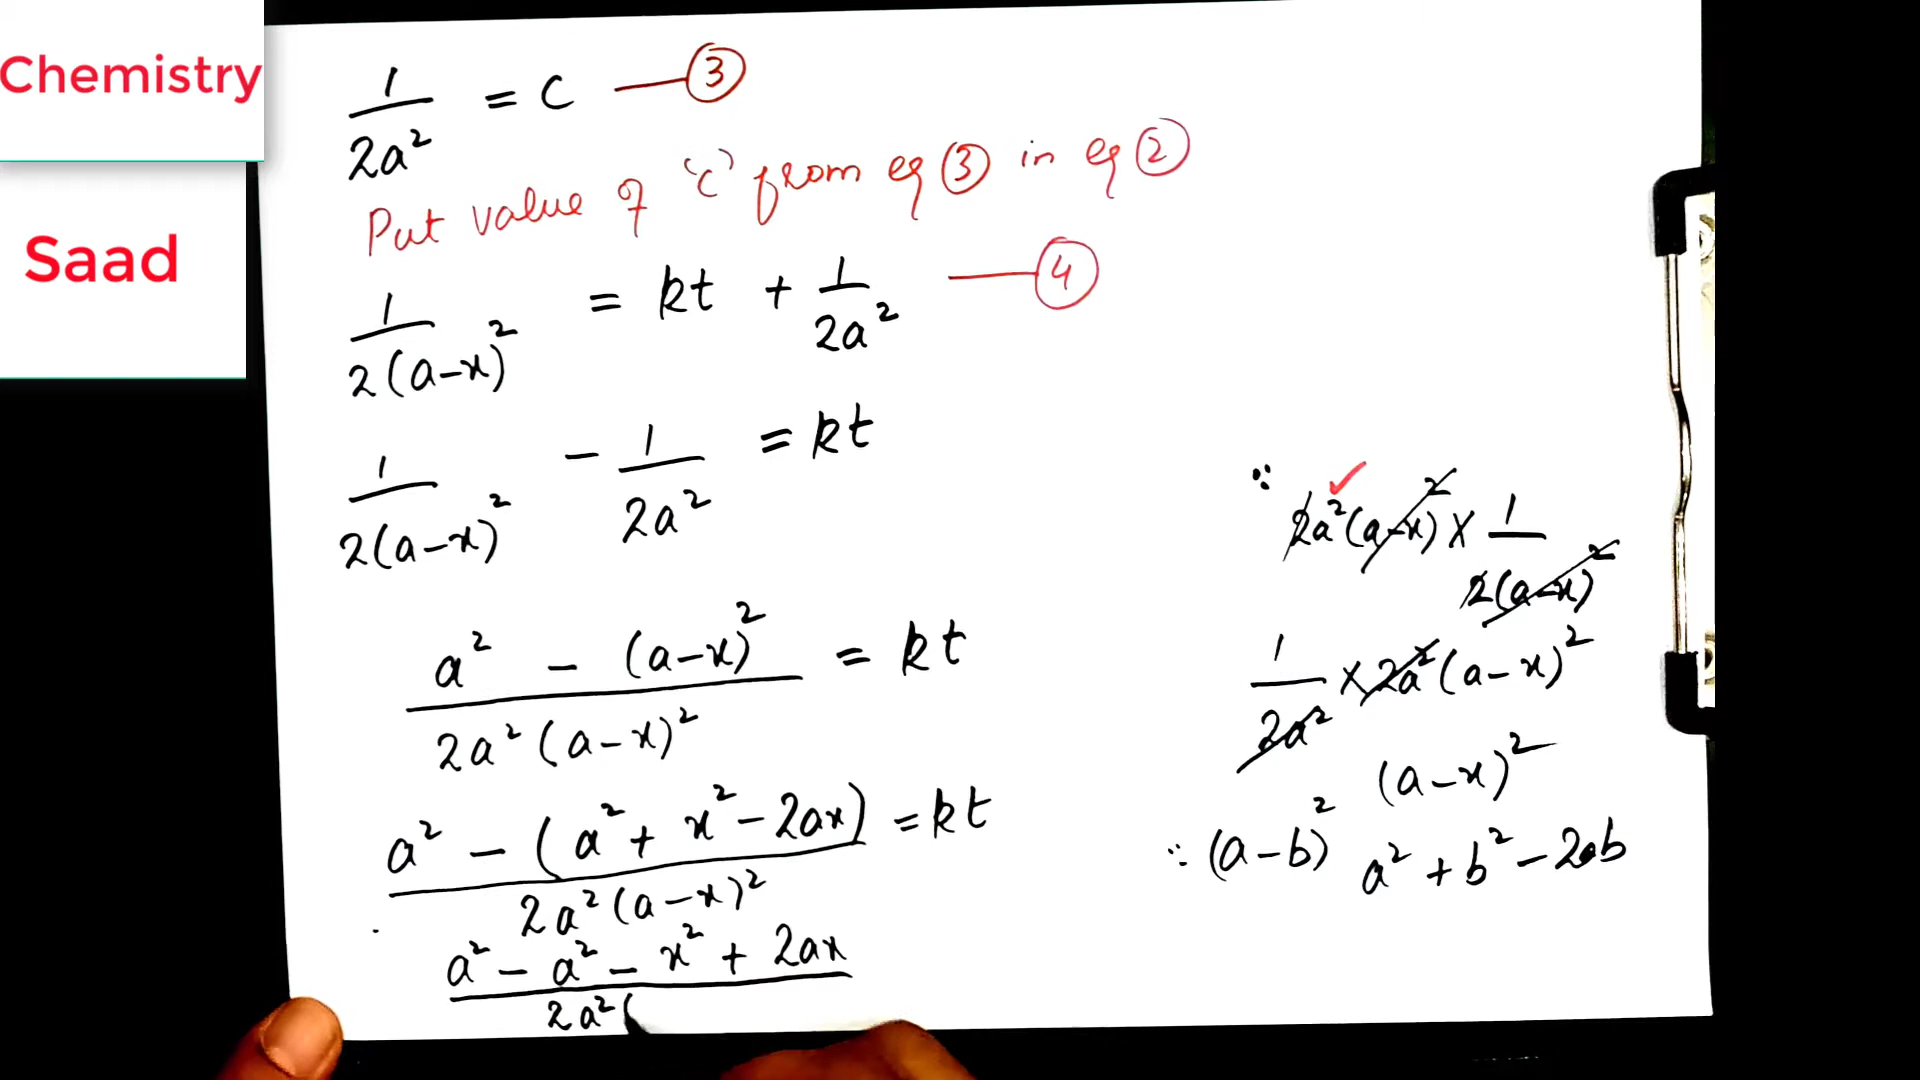 Chemistry
Saad
1/2a² = C — ③
Put value of 'c' from eq ③ in eq ②
1/2(a-x)² = kt + 1/2a² — ④
1/2(a-x)² - 1/2a² = kt
a² - (a-x)² / 2a²(a-x)² = kt
a² - (a² + x² - 2ax) / 2a²(a-x)² = kt
a² - a² - x² + 2ax / 2a²(
∵ 2a²(a-x)² × 1/2(a-x)²
1/2a² × 2a²(a-x)²
(a-x)²
∵ (a-b)² a² + b² - 2ab